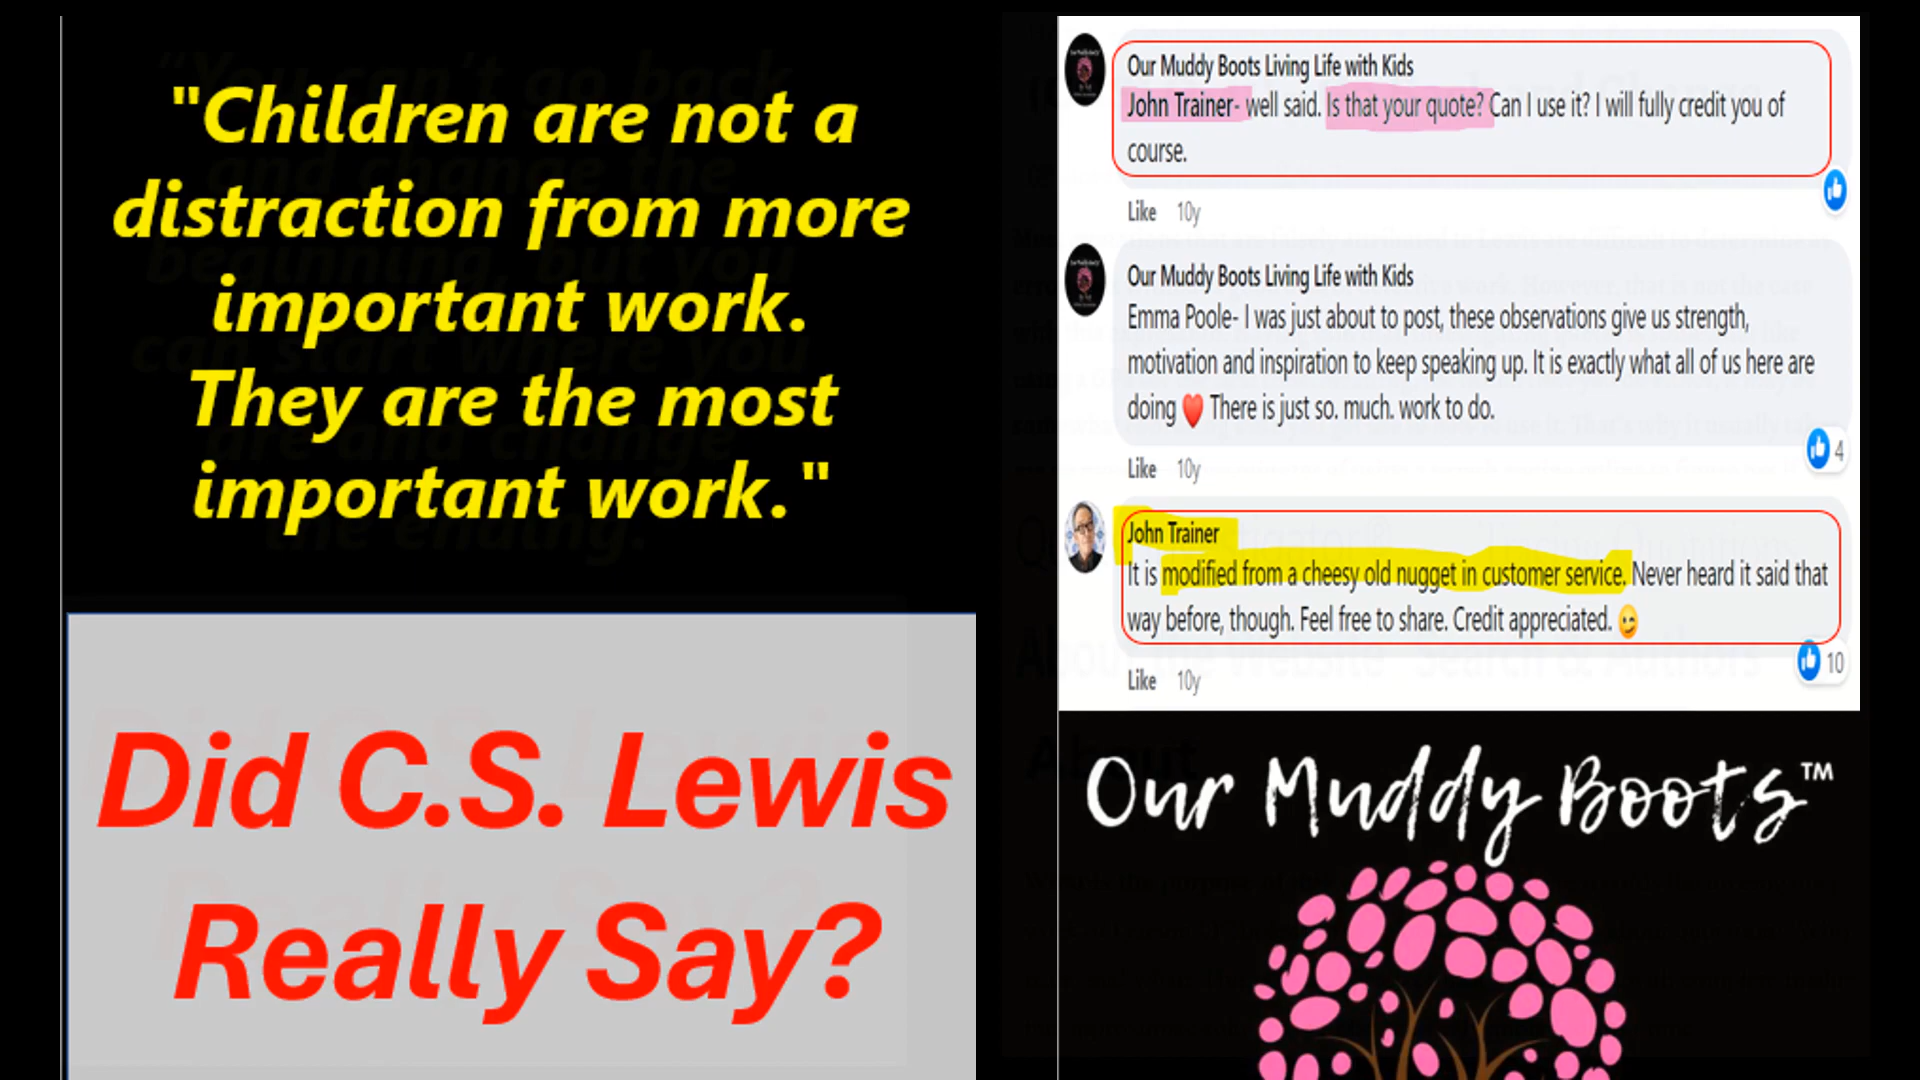 "Children are not a
distraction from more
important work.
They are the most
important work."
Did C.S. Lewis
Really Say?
Our Muddy Boots Living Life with Kids
John Trainer- well said. Is that your quote? Can I use it? I will fully credit you of
course.
Like 10y
Our Muddy Boots Living Life with Kids
Emma Poole- I was just about to post, these observations give us strength,
motivation and inspiration to keep speaking up. It is exactly what all of us here are
doing ❤️ There is just so. much. work to do.
4
Like 10y
John Trainer
It is modified from a cheesy old nugget in customer service. Never heard it said that
way before, though. Feel free to share. Credit appreciated. 😉
10
Like 10y
Our Muddy Boots™